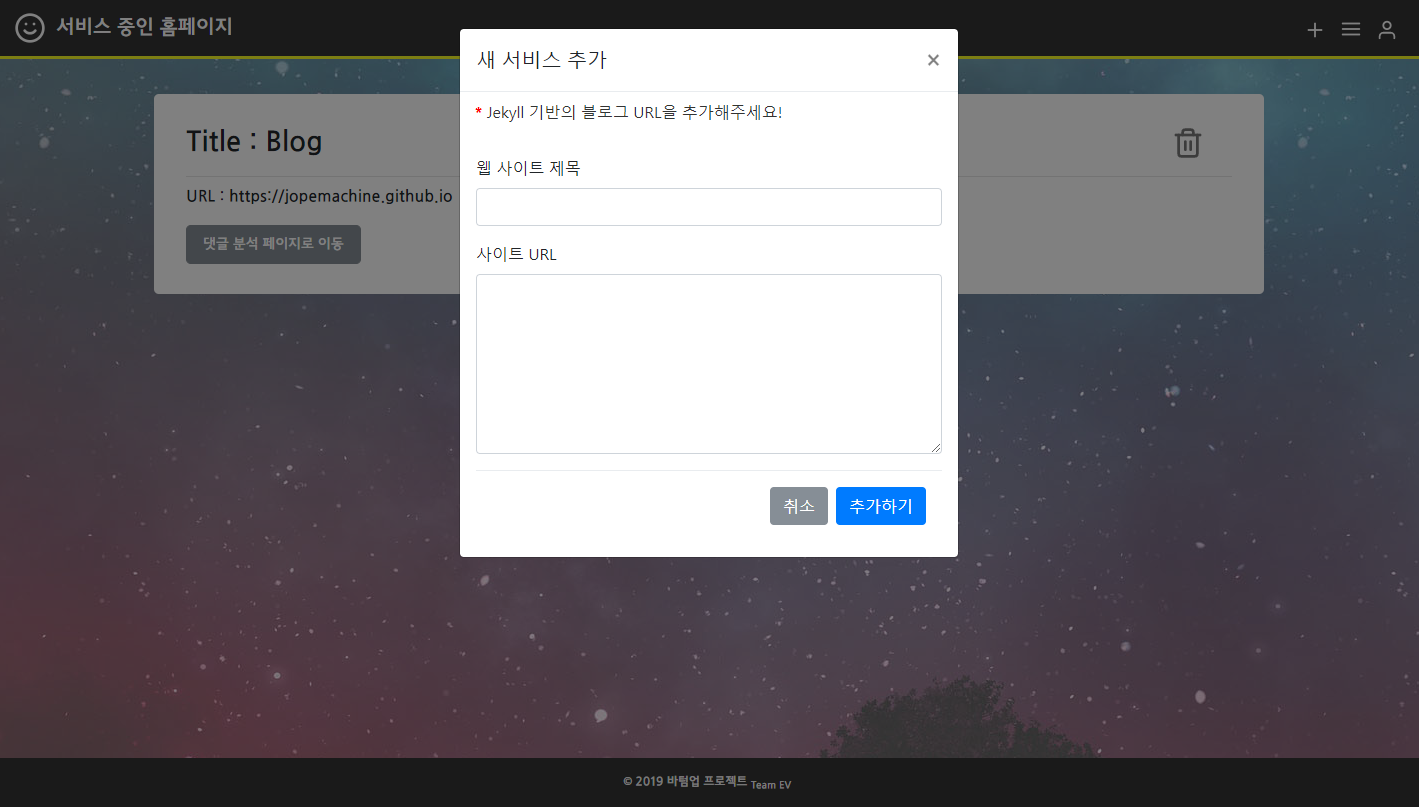 서비스 중인 홈페이지
새 서비스 추가
×
* Jekyll 기반의 블로그 URL을 추가해주세요!
Title : Blog
웹 사이트 제목
URL : https://jopemachine.github.io
댓글 분석 페이지로 이동
사이트 URL
취소 추가하기
© 2019 바텀업 프로젝트 Team EV